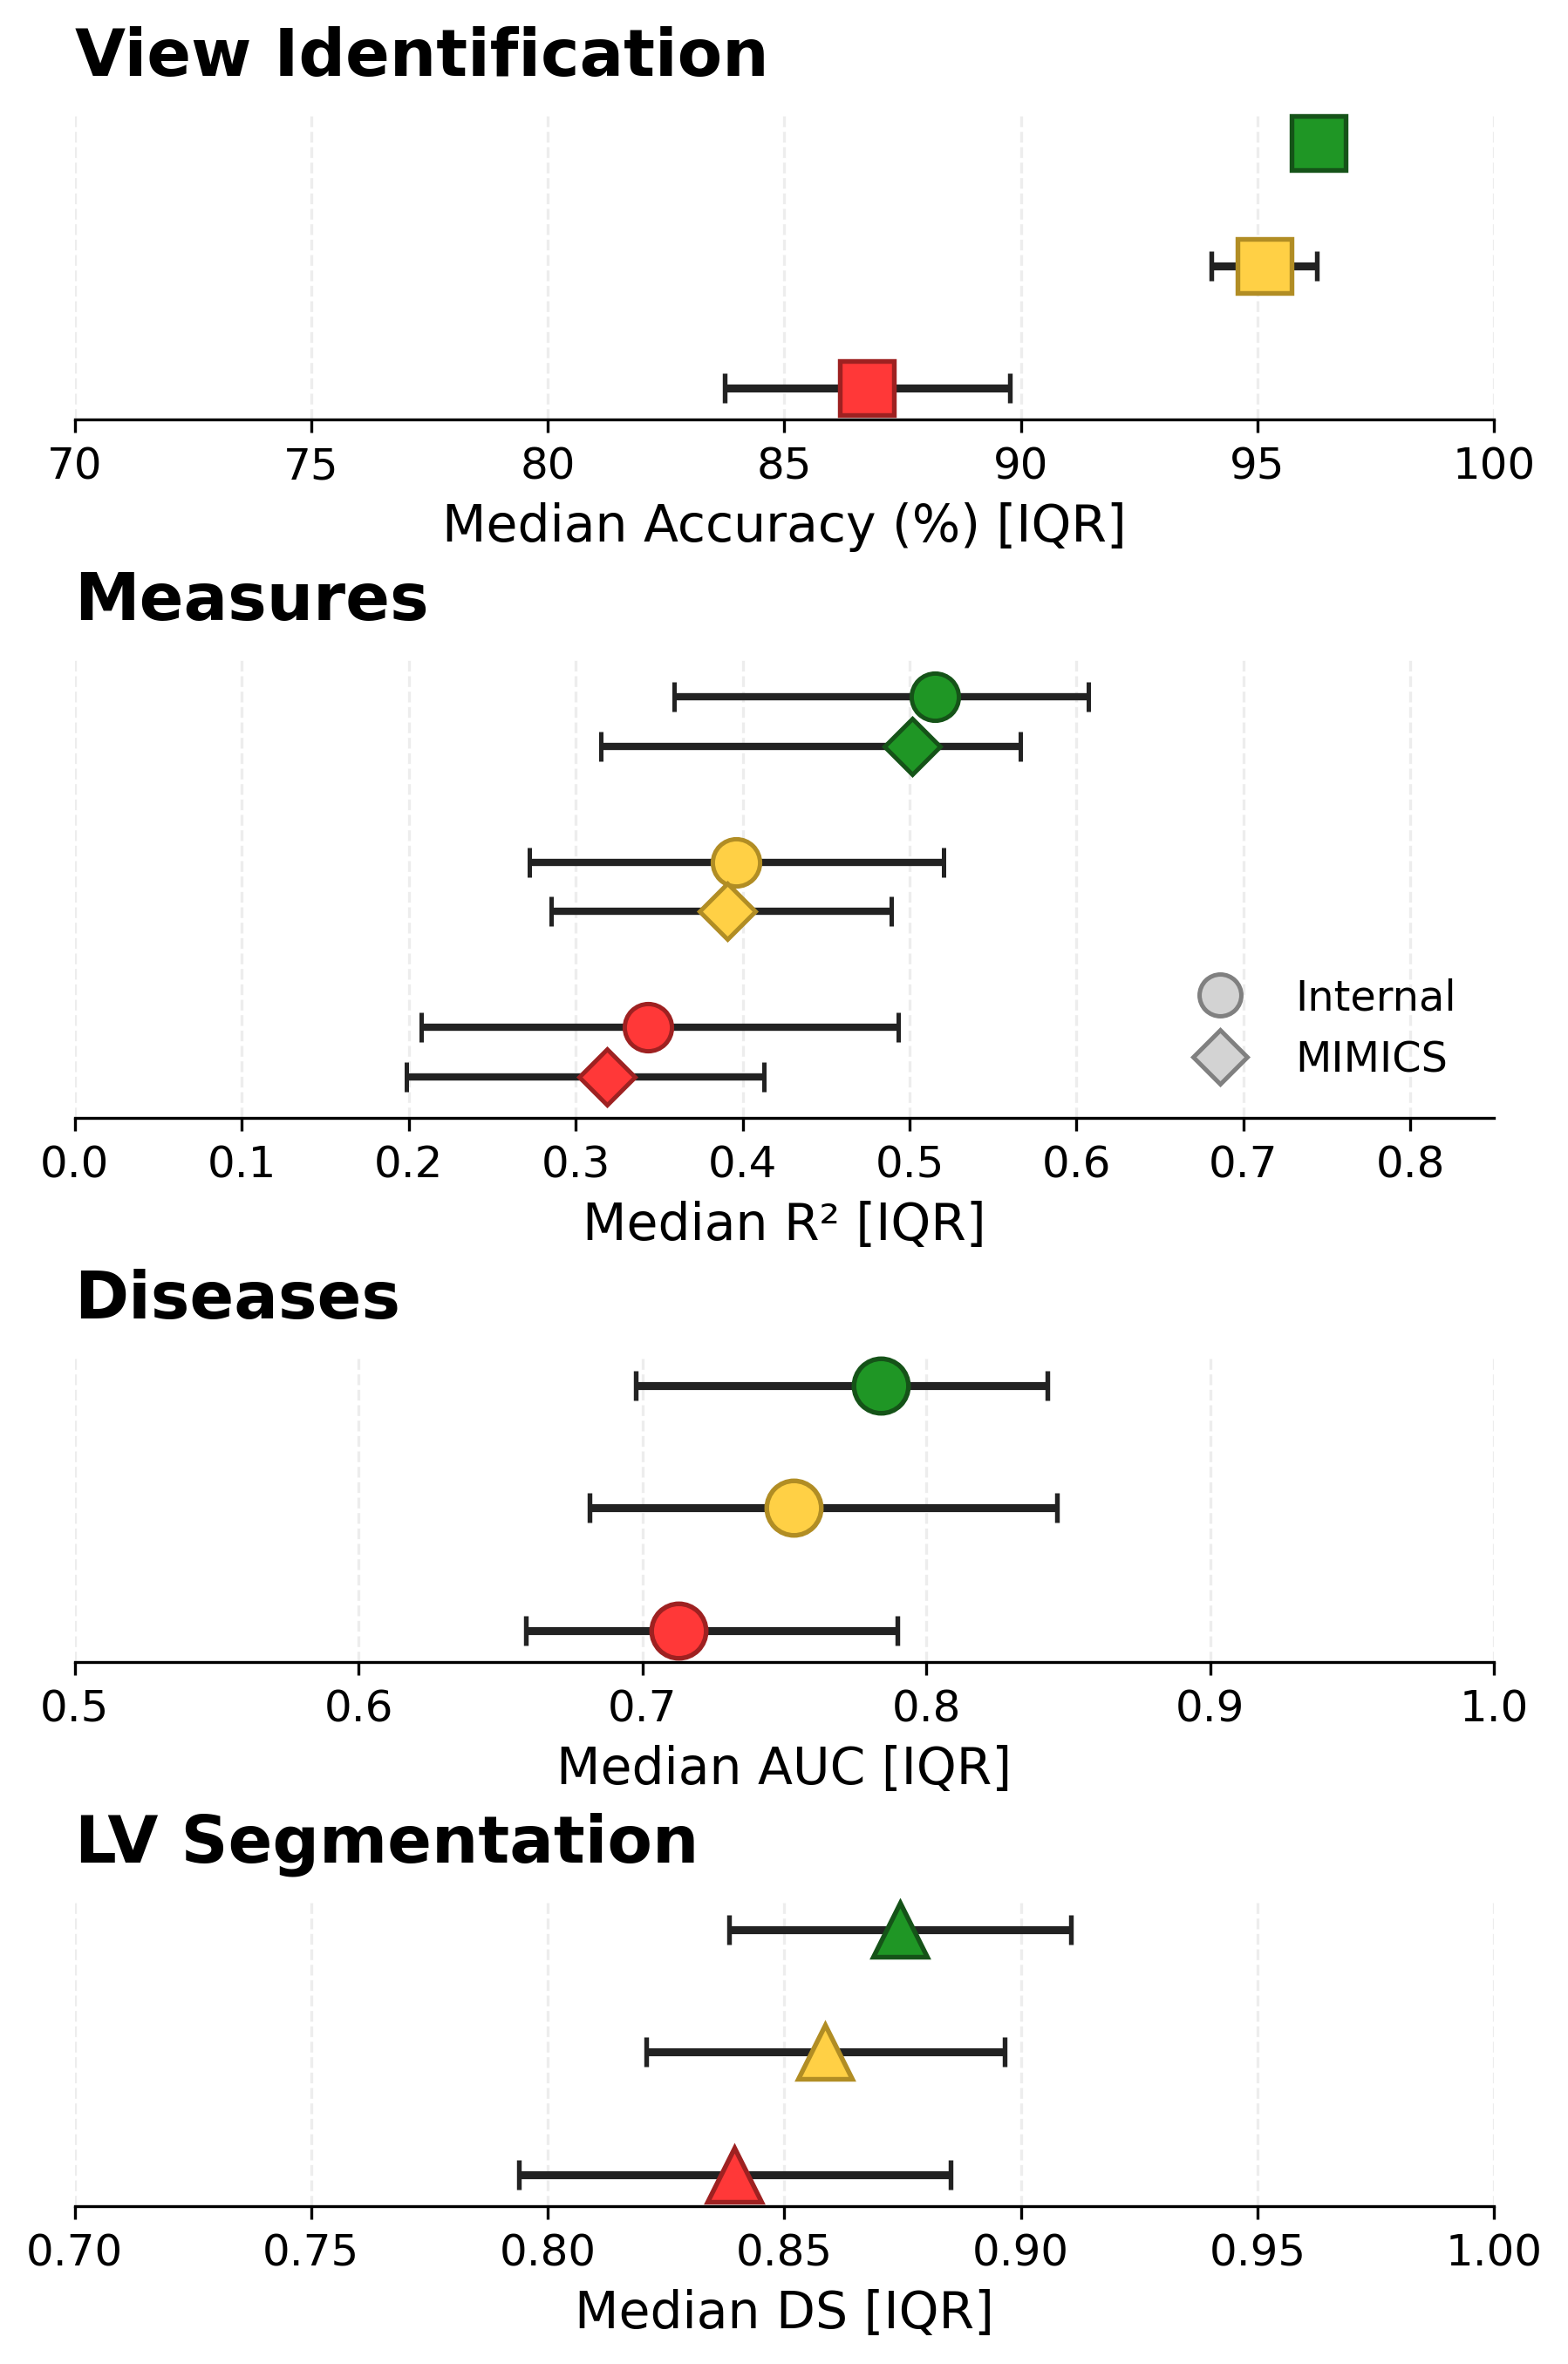 View Identification
70 75 80 85 90 95 100
Median Accuracy (%) [IQR]
Measures
Internal
MIMICS
0.0 0.1 0.2 0.3 0.4 0.5 0.6 0.7 0.8
Median R² [IQR]
Diseases
0.5 0.6 0.7 0.8 0.9 1.0
Median AUC [IQR]
LV Segmentation
0.70 0.75 0.80 0.85 0.90 0.95 1.00
Median DS [IQR]